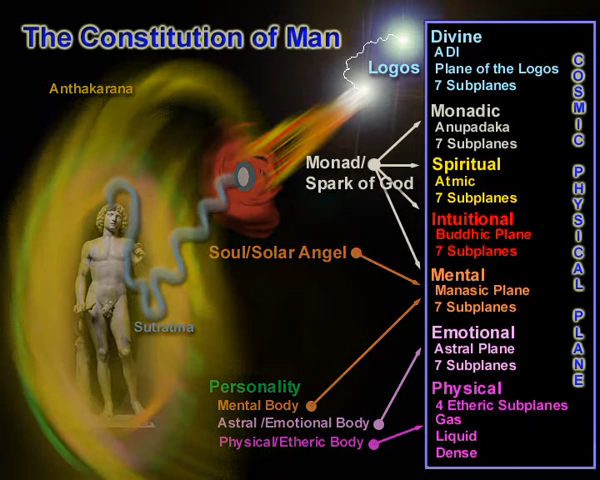 The Constitution of Man
Anthakarana
Logos
Monad/
Spark of God
Soul/Solar Angel
Sutratma
Personality
Mental Body
Astral /Emotional Body
Physical/Etheric Body
Divine
ADI
Plane of the Logos
7 Subplanes
Monadic
Anupadaka
7 Subplanes
Spiritual
Atmic
7 Subplanes
Intuitional
Buddhic Plane
7 Subplanes
Mental
Manasic Plane
7 Subplanes
Emotional
Astral Plane
7 Subplanes
Physical
4 Etheric Subplanes
Gas
Liquid
Dense
COSMIC PHYSICAL PLANE